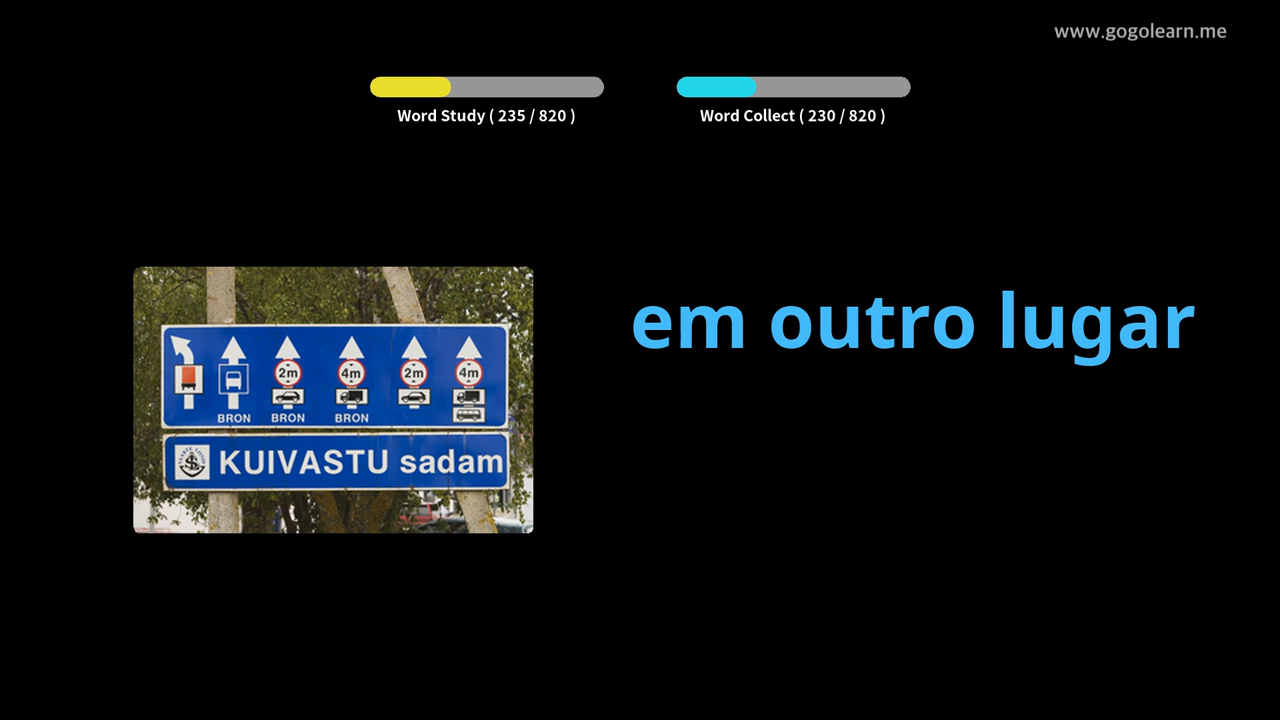 www.gogolearn.me
Word Study ( 235 / 820 )
Word Collect ( 230 / 820 )
em outro lugar
2m
4m
2m
4m
BRON
BRON
BRON
KUIVASTU sadam